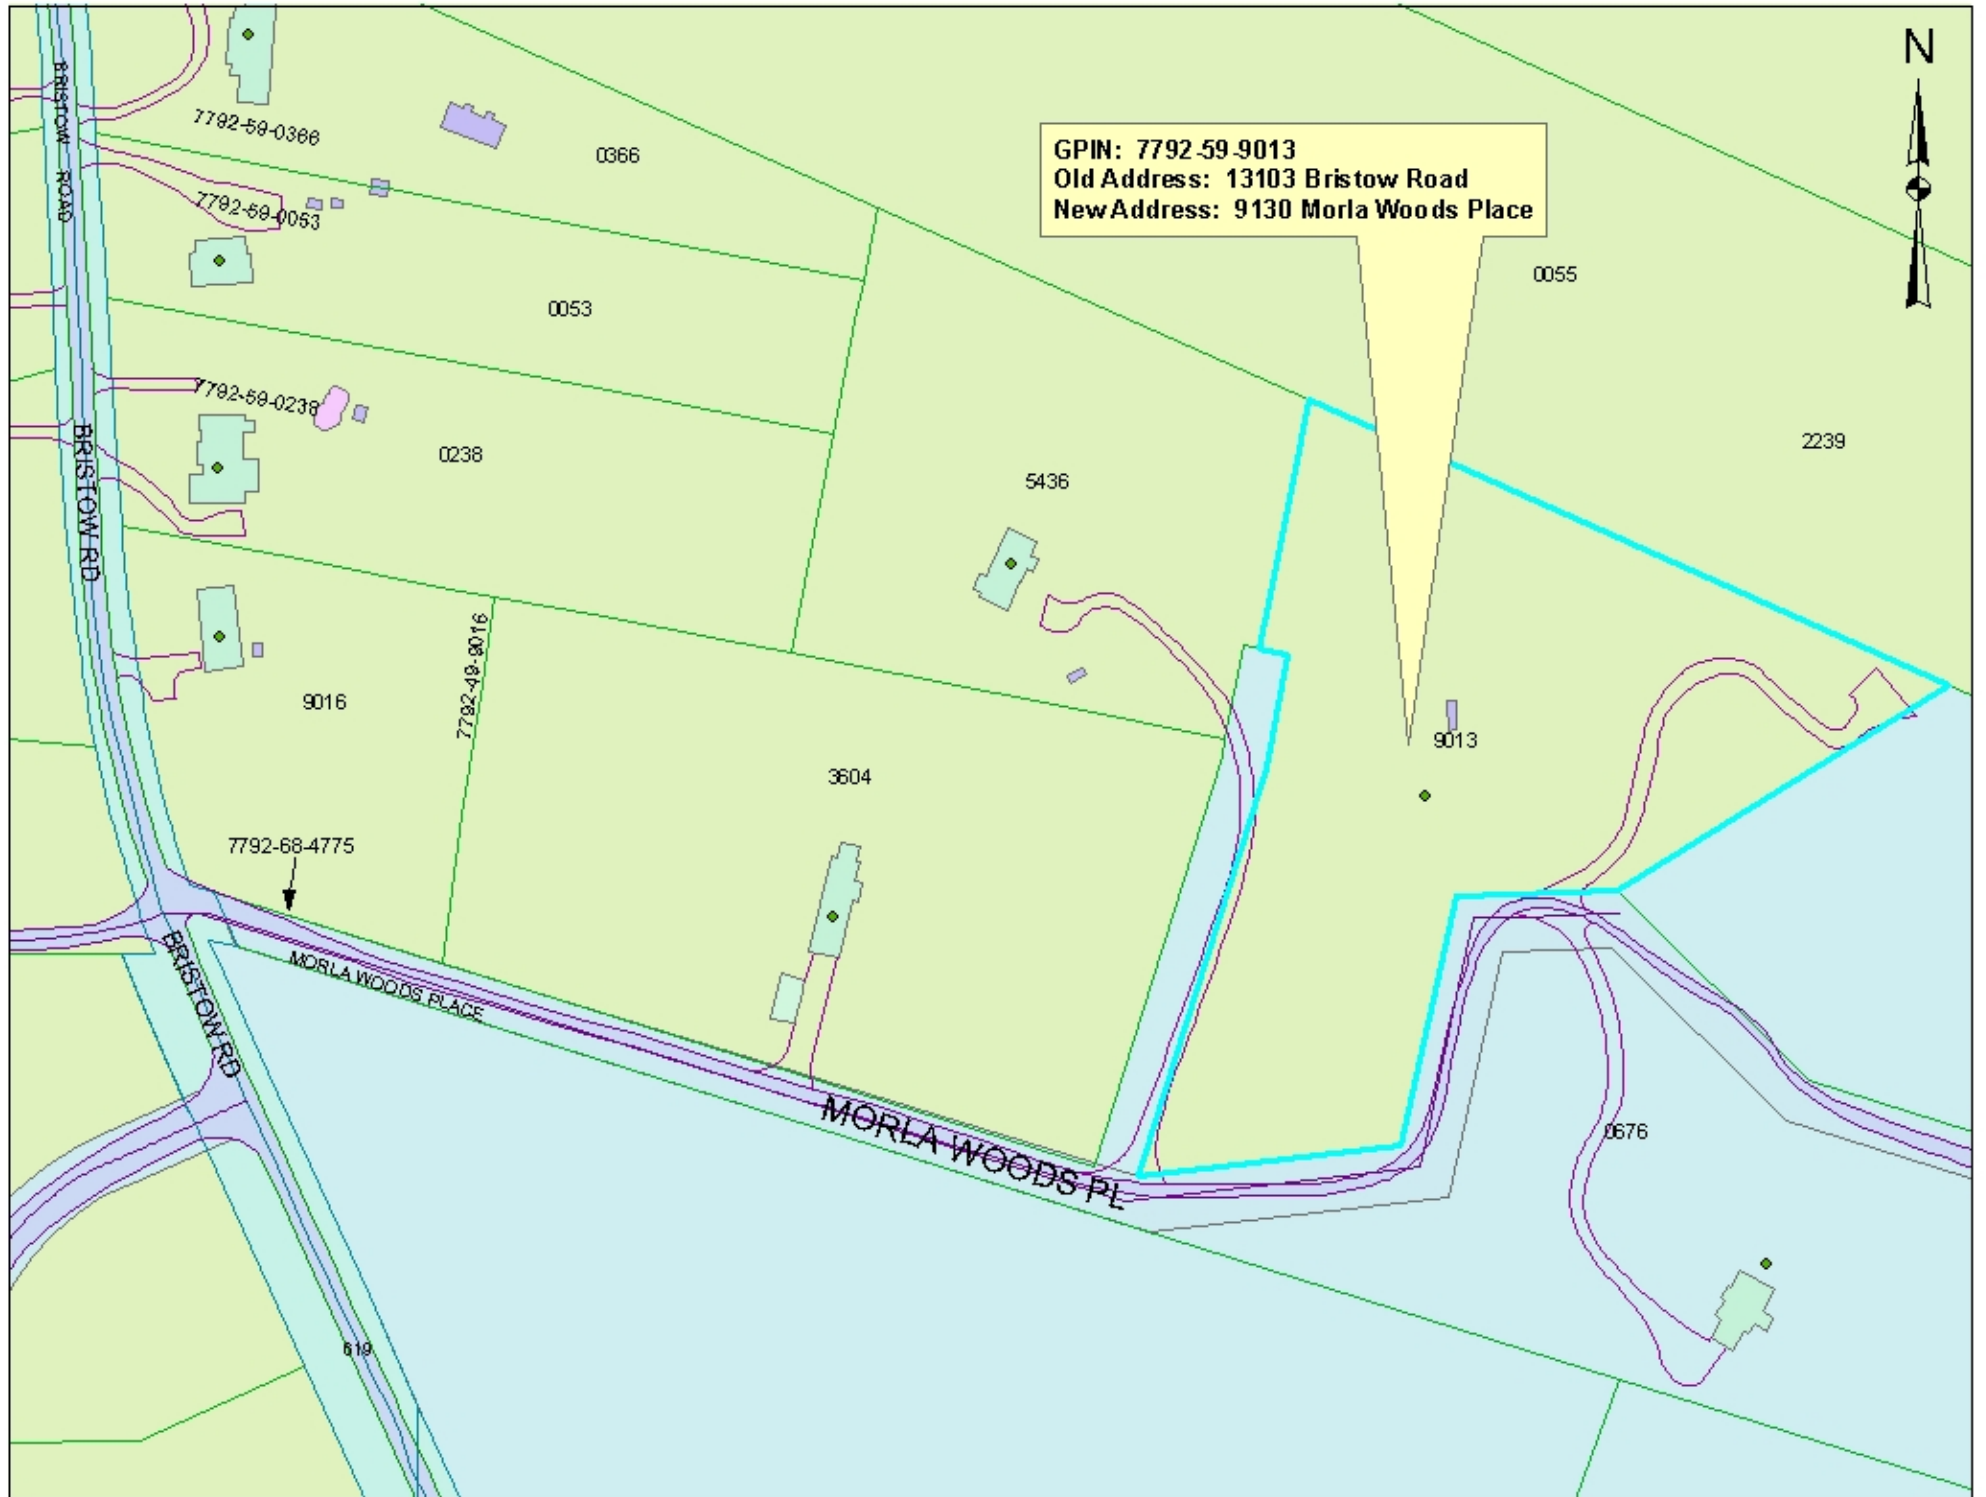 N
BRISTOW ROAD
7792-59-0366
0366
GPIN: 7792-59-9013
Old Address: 13103 Bristow Road
New Address: 9130 Morla Woods Place
7792-59-0053
0053
0055
7792-59-0238
0238
2239
BRISTOW RD
5436
9016
7792-49-9016
9013
3604
7792-68-4775
BRISTOW RD
MORLA WOODS PLACE
MORLA WOODS PL
0676
619